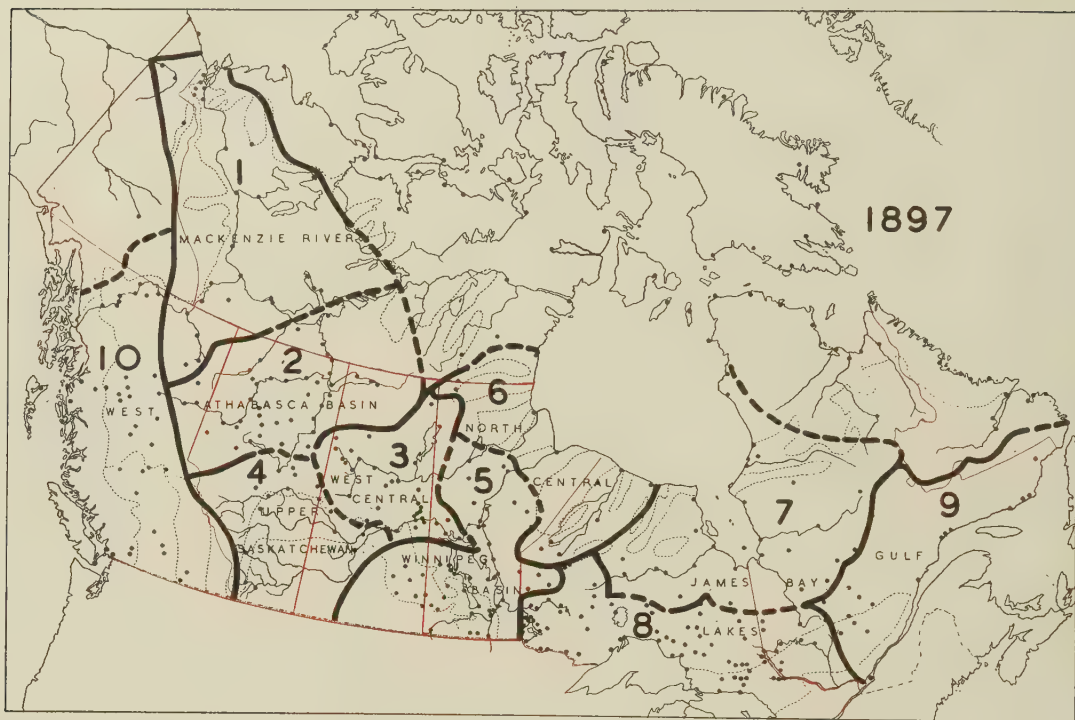 1
1897
MACKENZIE RIVER
10
2
6
WEST
ATHABASCA BASIN
NORTH
3
4
WEST
5
CENTRAL
UPPER
CENTRAL
7
9
SASKATCHEWAN
WINNIPEG
GULF
BASIN
JAMES BAY
8
LAKES